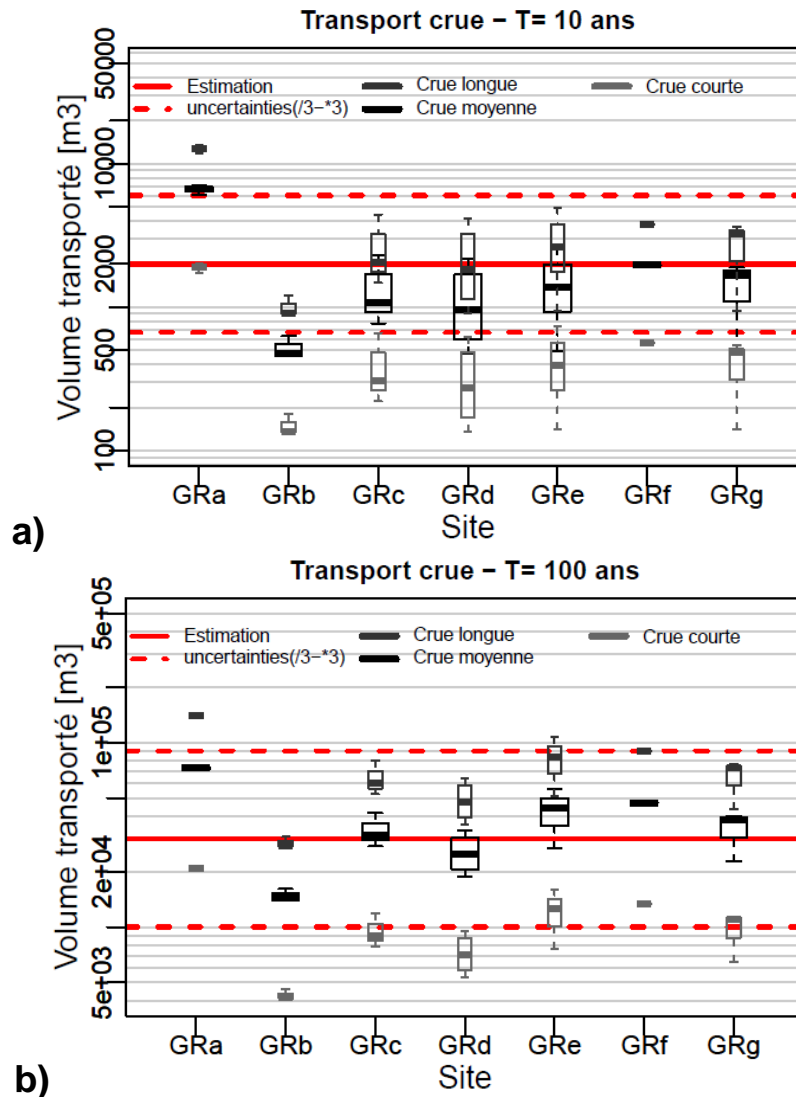 Transport crue − T= 10 ans
Estimation
uncertainties(/3−*3)
Crue longue
Crue moyenne
Crue courte
Volume transporté [m3]
50000
10000
2000
500
100
GRa GRb GRc GRd GRe GRf GRg
Site
a)
Transport crue − T= 100 ans
Estimation
uncertainties(/3−*3)
Crue longue
Crue moyenne
Crue courte
Volume transporté [m3]
5e+05
1e+05
2e+04
5e+03
GRa GRb GRc GRd GRe GRf GRg
Site
b)